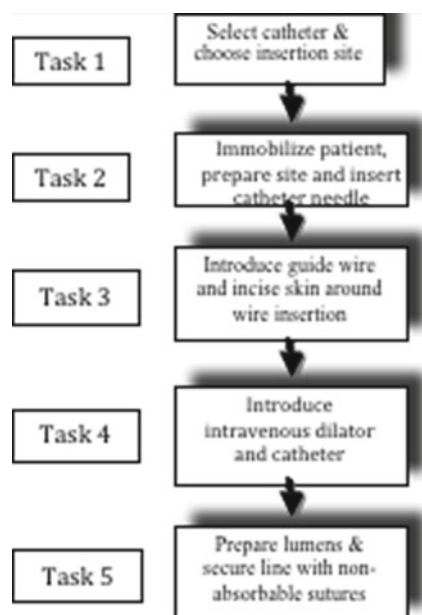 Task 1
Select catheter &
choose insertion site
Task 2
Immobilize patient,
prepare site and insert
catheter needle
Task 3
Introduce guide wire
and incise skin around
wire insertion
Task 4
Introduce
intravenous dilator
and catheter
Task 5
Prepare lumens &
secure line with non-
absorbable sutures